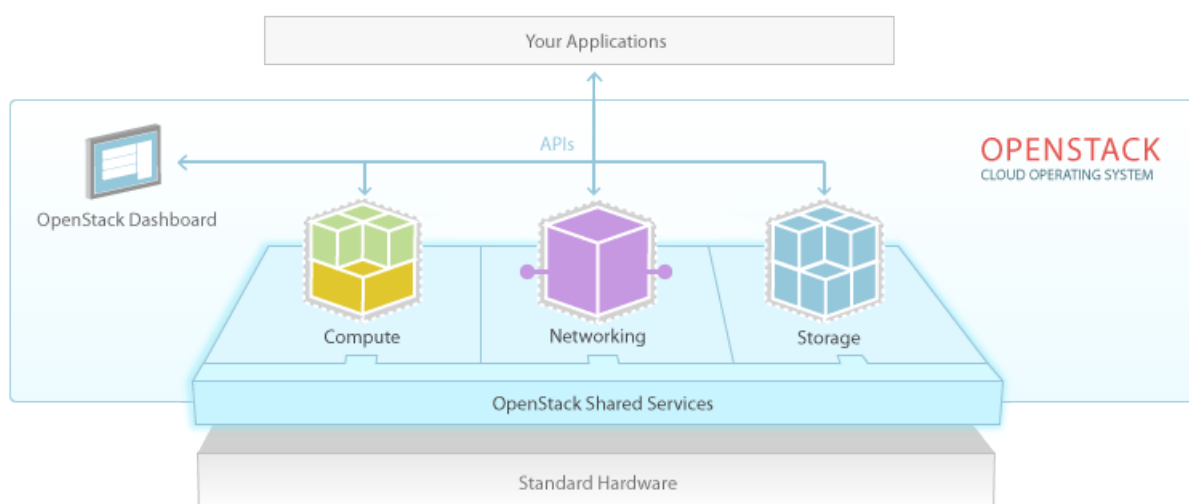 Your Applications
APIs
OPENSTACK
CLOUD OPERATING SYSTEM
OpenStack Dashboard
Compute
Networking
Storage
OpenStack Shared Services
Standard Hardware